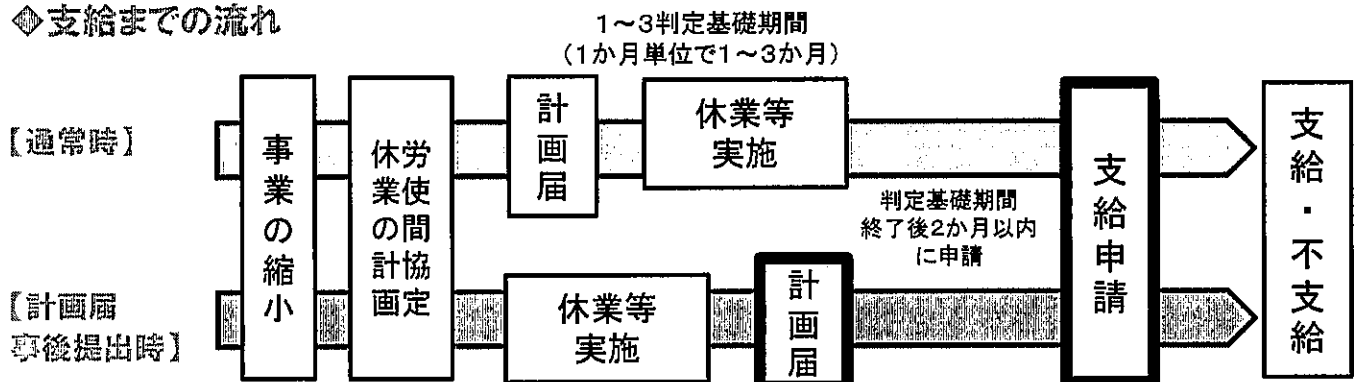 ◈支給までの流れ
1～3判定基礎期間
（1か月単位で1～3か月）
【通常時】
事業の縮小
労使間協定
休業の計画
計画届
休業等
実施
判定基礎期間
終了後2か月以内
に申請
支給申請
支給・不支給
【計画届
事後提出時】
休業等
実施
計画届